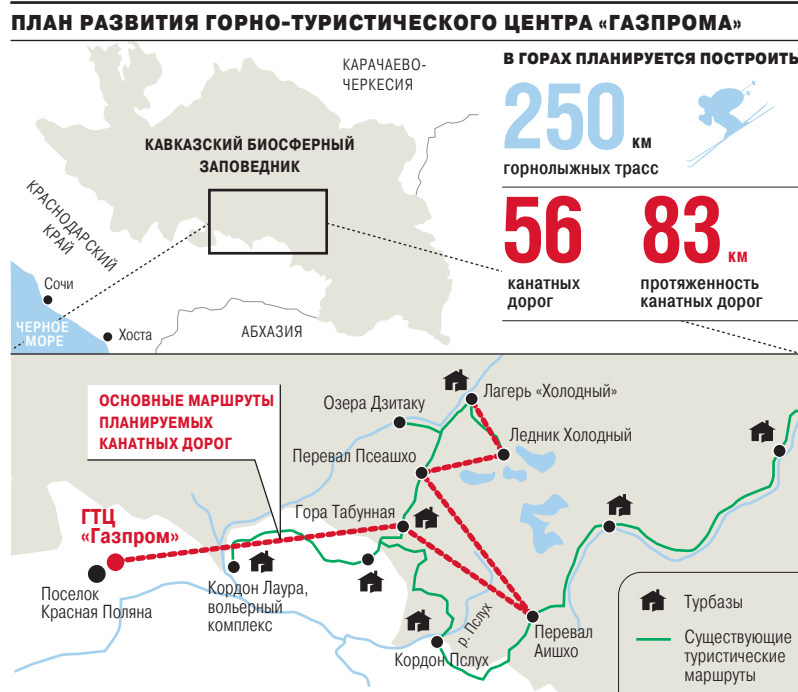 ПЛАН РАЗВИТИЯ ГОРНО-ТУРИСТИЧЕСКОГО ЦЕНТРА «ГАЗПРОМА»
КАРАЧАЕВО-
ЧЕРКЕСИЯ
КАВКАЗСКИЙ БИОСФЕРНЫЙ
ЗАПОВЕДНИК
КРАСНОДАРСКИЙ
КРАЙ
Сочи
ЧЕРНОЕ
МОРЕ
Хоста
АБХАЗИЯ
В ГОРАХ ПЛАНИРУЕТСЯ ПОСТРОИТЬ
250 км
горнолыжных трасс
56
канатных
дорог
83 км
протяженность
канатных дорог
ОСНОВНЫЕ МАРШРУТЫ
ПЛАНИРУЕМЫХ
КАНАТНЫХ ДОРОГ
Озера Дзитаку
Лагерь «Холодный»
Ледник Холодный
Перевал Псеашхо
Гора Табунная
ГТЦ
«Газпром»
Поселок
Красная Поляна
Кордон Лаура,
вольерный
комплекс
Кордон Пслух
р. Пслух
Перевал
Аишхо
Турбазы
Существующие
туристические
маршруты